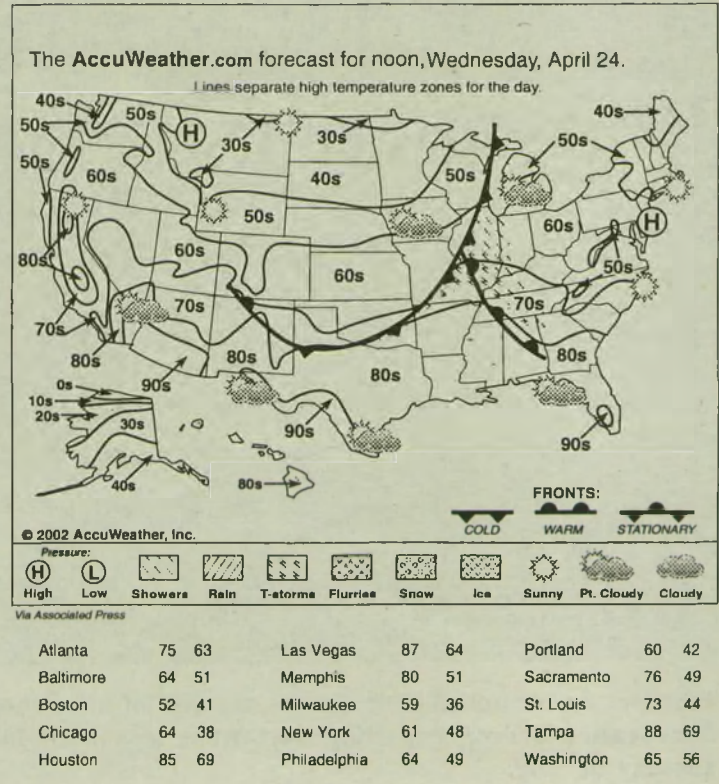 The AccuWeather.com forecast for noon, Wednesday, April 24.
Lines separate high temperature zones for the day.
40s
50s
40s
50s
H
30s
30s
50s
50s
60s
40s
50s
50s
60s
H
80s
60s
60s
50s
70s
70s
70s
80s
90s
80s
80s
80s
0s
10s
20s
30s
90s
90s
40s
80s
FRONTS:
COLD WARM STATIONARY
© 2002 AccuWeather, Inc.
Pressure:
H L
High Low Showers Rain T-storms Flurries Snow Ice Sunny Pt. Cloudy Cloudy
Via Associated Press
Atlanta 75 63 Las Vegas 87 64 Portland 60 42
Baltimore 64 51 Memphis 80 51 Sacramento 76 49
Boston 52 41 Milwaukee 59 36 St. Louis 73 44
Chicago 64 38 New York 61 48 Tampa 88 69
Houston 85 69 Philadelphia 64 49 Washington 65 56